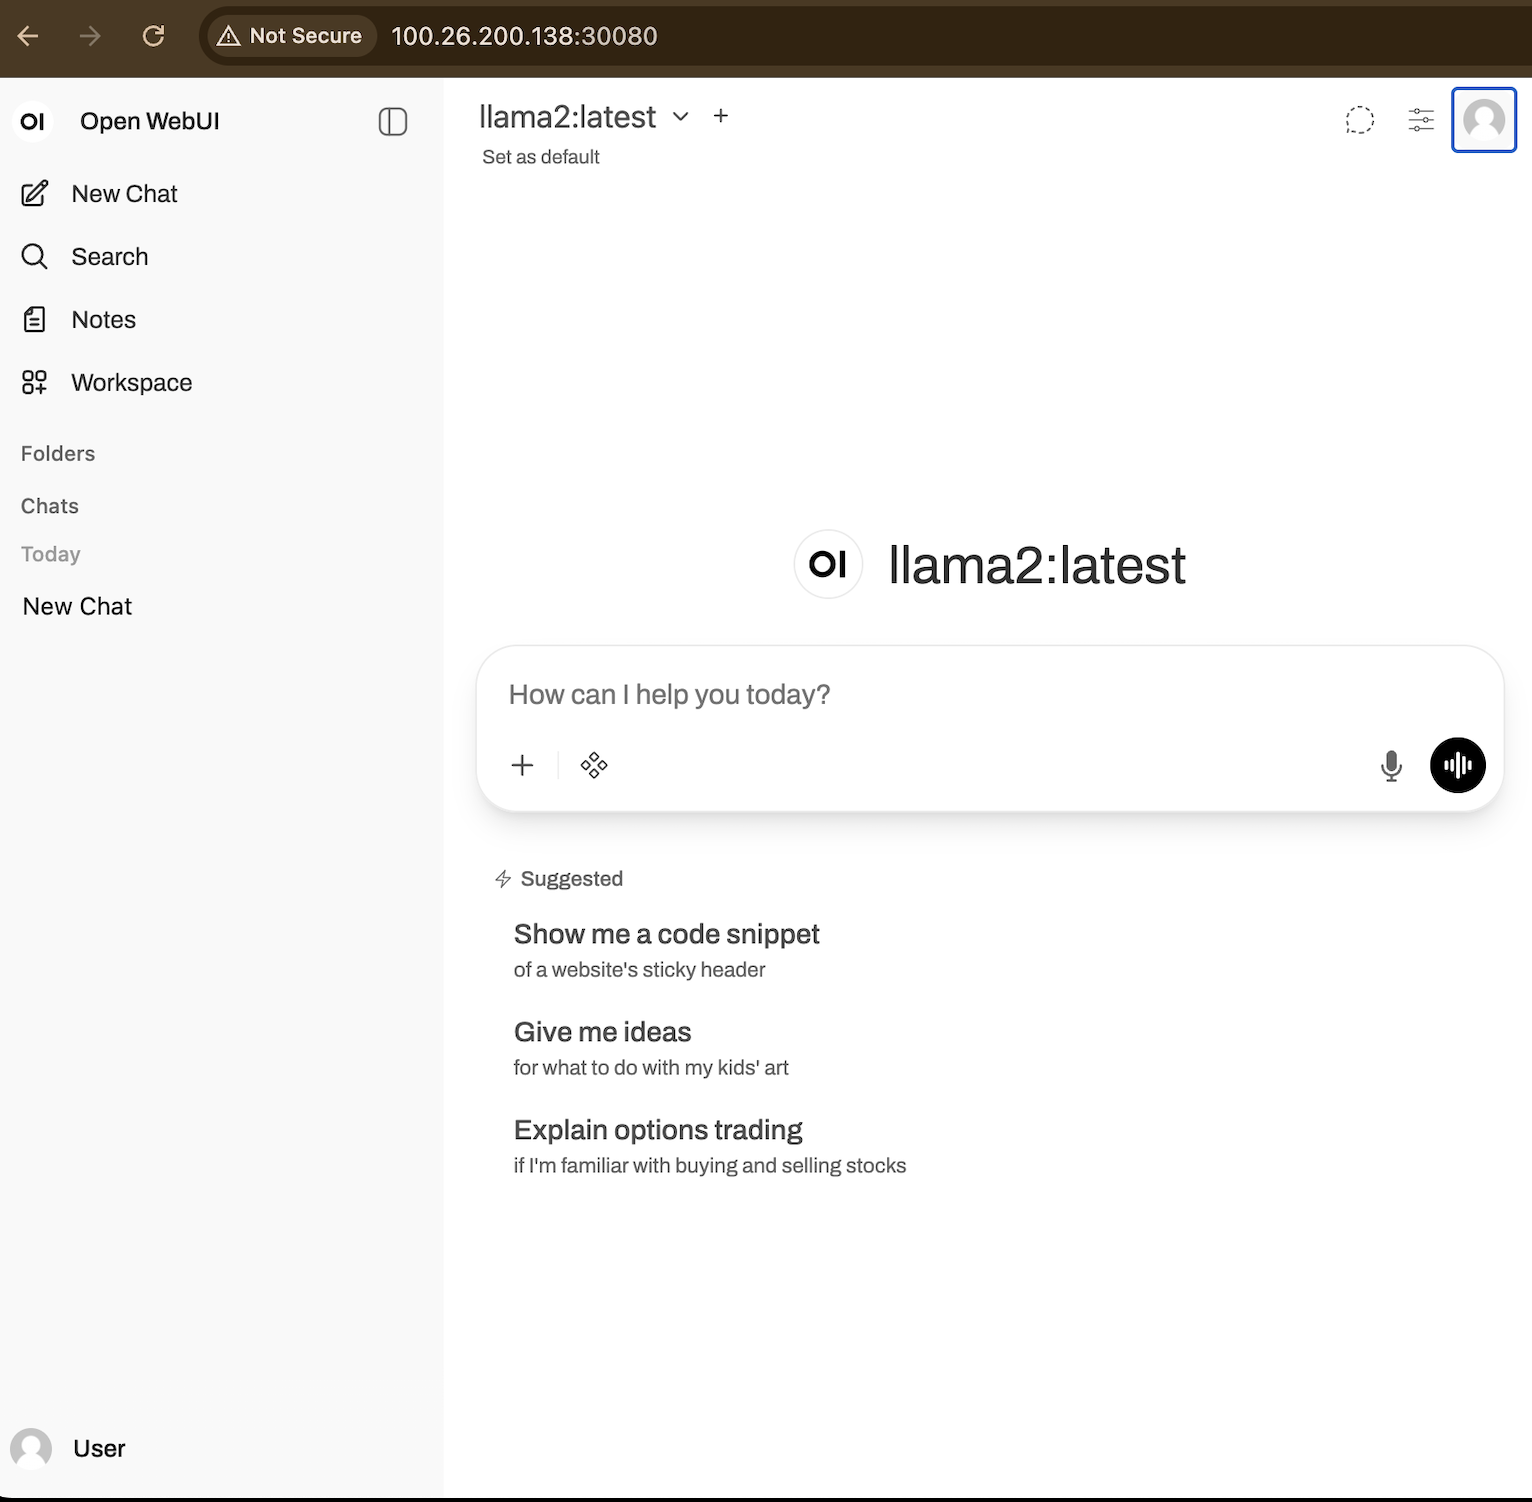 Not Secure 100.26.200.138:30080
OI Open WebUI
New Chat
Search
Notes
Workspace
Folders
Chats
Today
New Chat
User
llama2:latest
Set as default
OI llama2:latest
How can I help you today?
Suggested
Show me a code snippet
of a website's sticky header
Give me ideas
for what to do with my kids' art
Explain options trading
if I'm familiar with buying and selling stocks